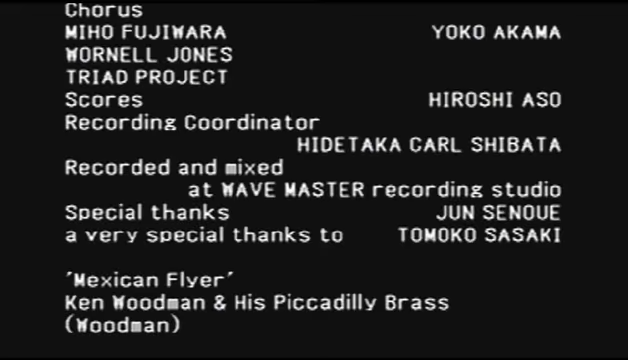 Chorus
MIHO FUJIWARA YOKO AKAMA
WORNELL JONES
TRIAD PROJECT
Scores HIROSHI ASO
Recording Coordinator
HIDETAKA CARL SHIBATA
Recorded and mixed
at WAVE MASTER recording studio
Special thanks JUN SENOUE
a very special thanks to TOMOKO SASAKI
'Mexican Flyer'
Ken Woodman & His Piccadilly Brass
(Woodman)